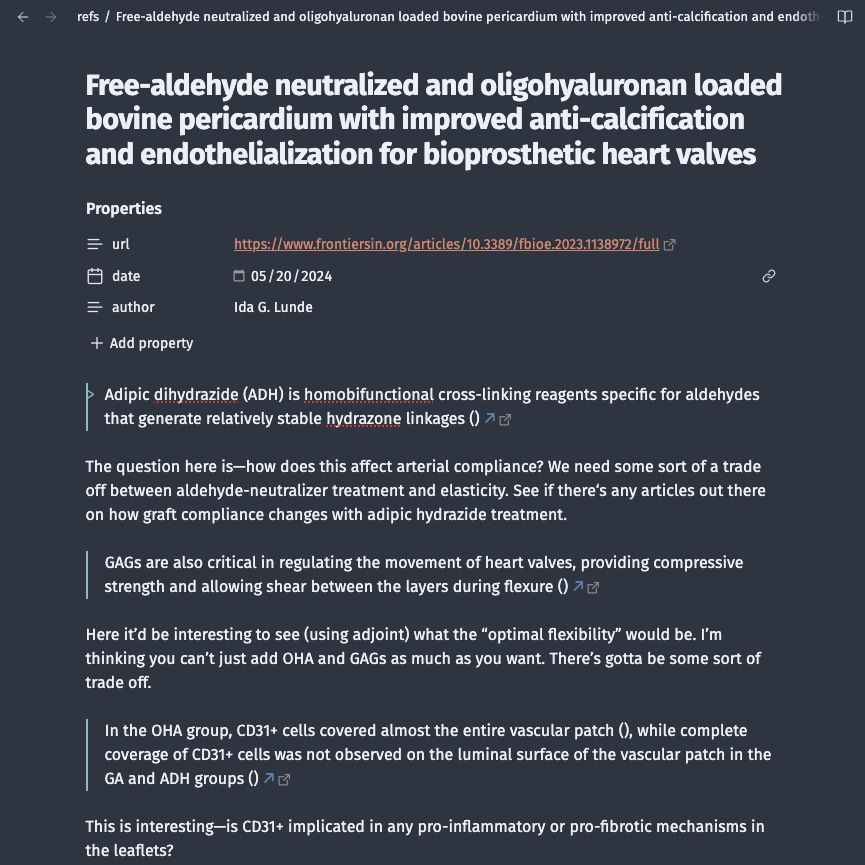 refs / Free-aldehyde neutralized and oligohyaluronan loaded bovine pericardium with improved anti-calcification and endoth
Free-aldehyde neutralized and oligohyaluronan loaded
bovine pericardium with improved anti-calcification
and endothelialization for bioprosthetic heart valves
Properties
url https://www.frontiersin.org/articles/10.3389/fbioe.2023.1138972/full
date 05/20/2024
author Ida G. Lunde
+ Add property
> Adipic dihydrazide (ADH) is homobifunctional cross-linking reagents specific for aldehydes
that generate relatively stable hydrazone linkages ()
The question here is—how does this affect arterial compliance? We need some sort of a trade
off between aldehyde-neutralizer treatment and elasticity. See if there's any articles out there
on how graft compliance changes with adipic hydrazide treatment.
GAGs are also critical in regulating the movement of heart valves, providing compressive
strength and allowing shear between the layers during flexure ()
Here it'd be interesting to see (using adjoint) what the “optimal flexibility” would be. I'm
thinking you can't just add OHA and GAGs as much as you want. There's gotta be some sort of
trade off.
In the OHA group, CD31+ cells covered almost the entire vascular patch (), while complete
coverage of CD31+ cells was not observed on the luminal surface of the vascular patch in the
GA and ADH groups ()
This is interesting—is CD31+ implicated in any pro-inflammatory or pro-fibrotic mechanisms in
the leaflets?